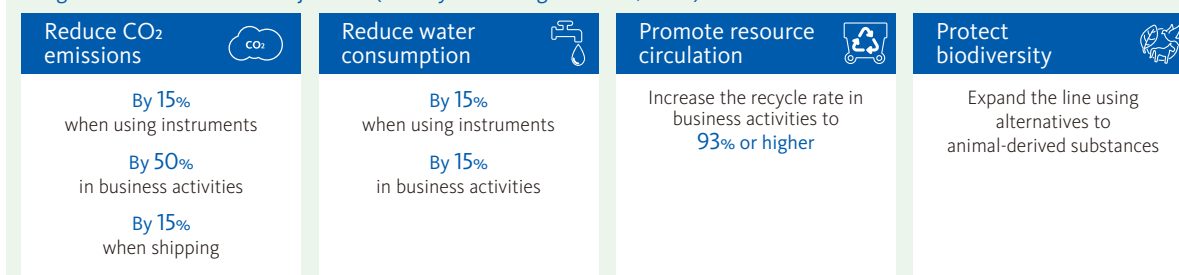 Reduce CO2
emissions
CO2
By 15%
when using instruments
By 50%
in business activities
By 15%
when shipping
Reduce water
consumption
By 15%
when using instruments
By 15%
in business activities
Promote resource
circulation
Increase the recycle rate in
business activities to
93% or higher
Protect
biodiversity
Expand the line using
alternatives to
animal-derived substances